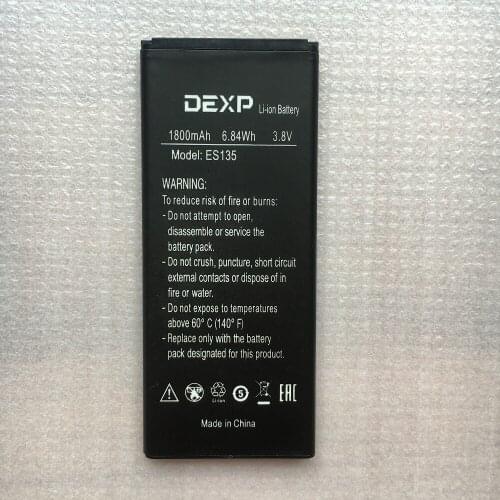 DEXP Li-ion Battery
1800mAh 6.84Wh 3.8V
Model: ES135
WARNING:
To reduce risk of fire or burns:
- Do not attempt to open,
disassemble or service the
battery pack.
- Do not crush, puncture, short circuit
external contacts or dispose of in
fire or water.
- Do not expose to temperatures
above 60° C (140° F)
- Replace only with the battery
pack designated for this product.
Li-ion 5 EAC
Made in China